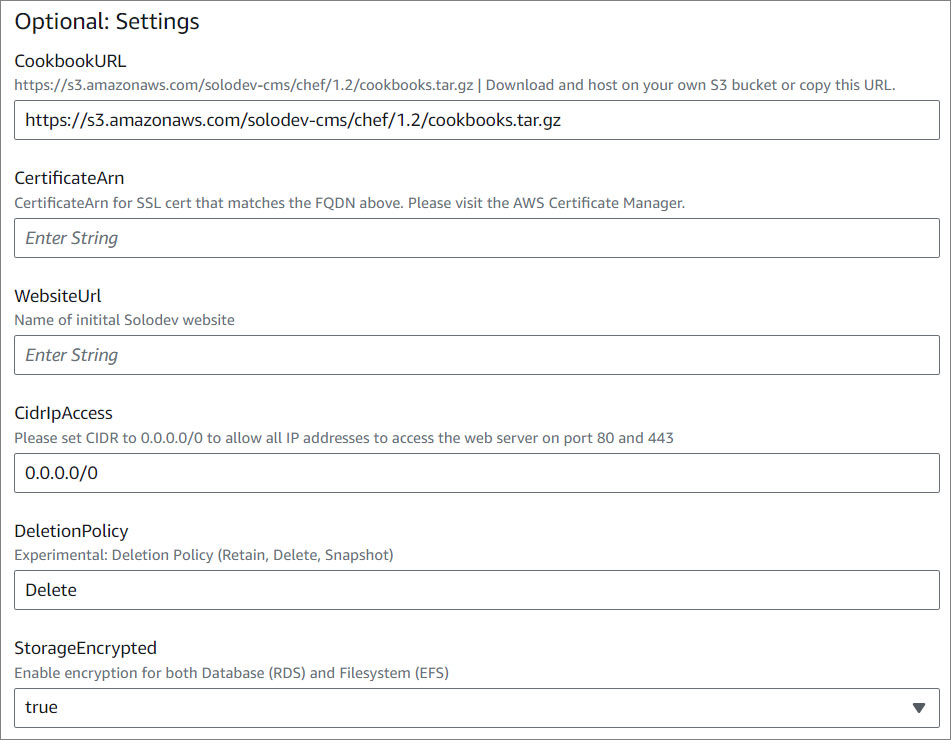 Optional: Settings
CookbookURL
https://s3.amazonaws.com/solodev-cms/chef/1.2/cookbooks.tar.gz | Download and host on your own S3 bucket or copy this URL.
https://s3.amazonaws.com/solodev-cms/chef/1.2/cookbooks.tar.gz
CertificateArn
CertificateArn for SSL cert that matches the FQDN above. Please visit the AWS Certificate Manager.
Enter String
WebsiteUrl
Name of initital Solodev website
Enter String
CidrIpAccess
Please set CIDR to 0.0.0.0/0 to allow all IP addresses to access the web server on port 80 and 443
0.0.0.0/0
DeletionPolicy
Experimental: Deletion Policy (Retain, Delete, Snapshot)
Delete
StorageEncrypted
Enable encryption for both Database (RDS) and Filesystem (EFS)
true